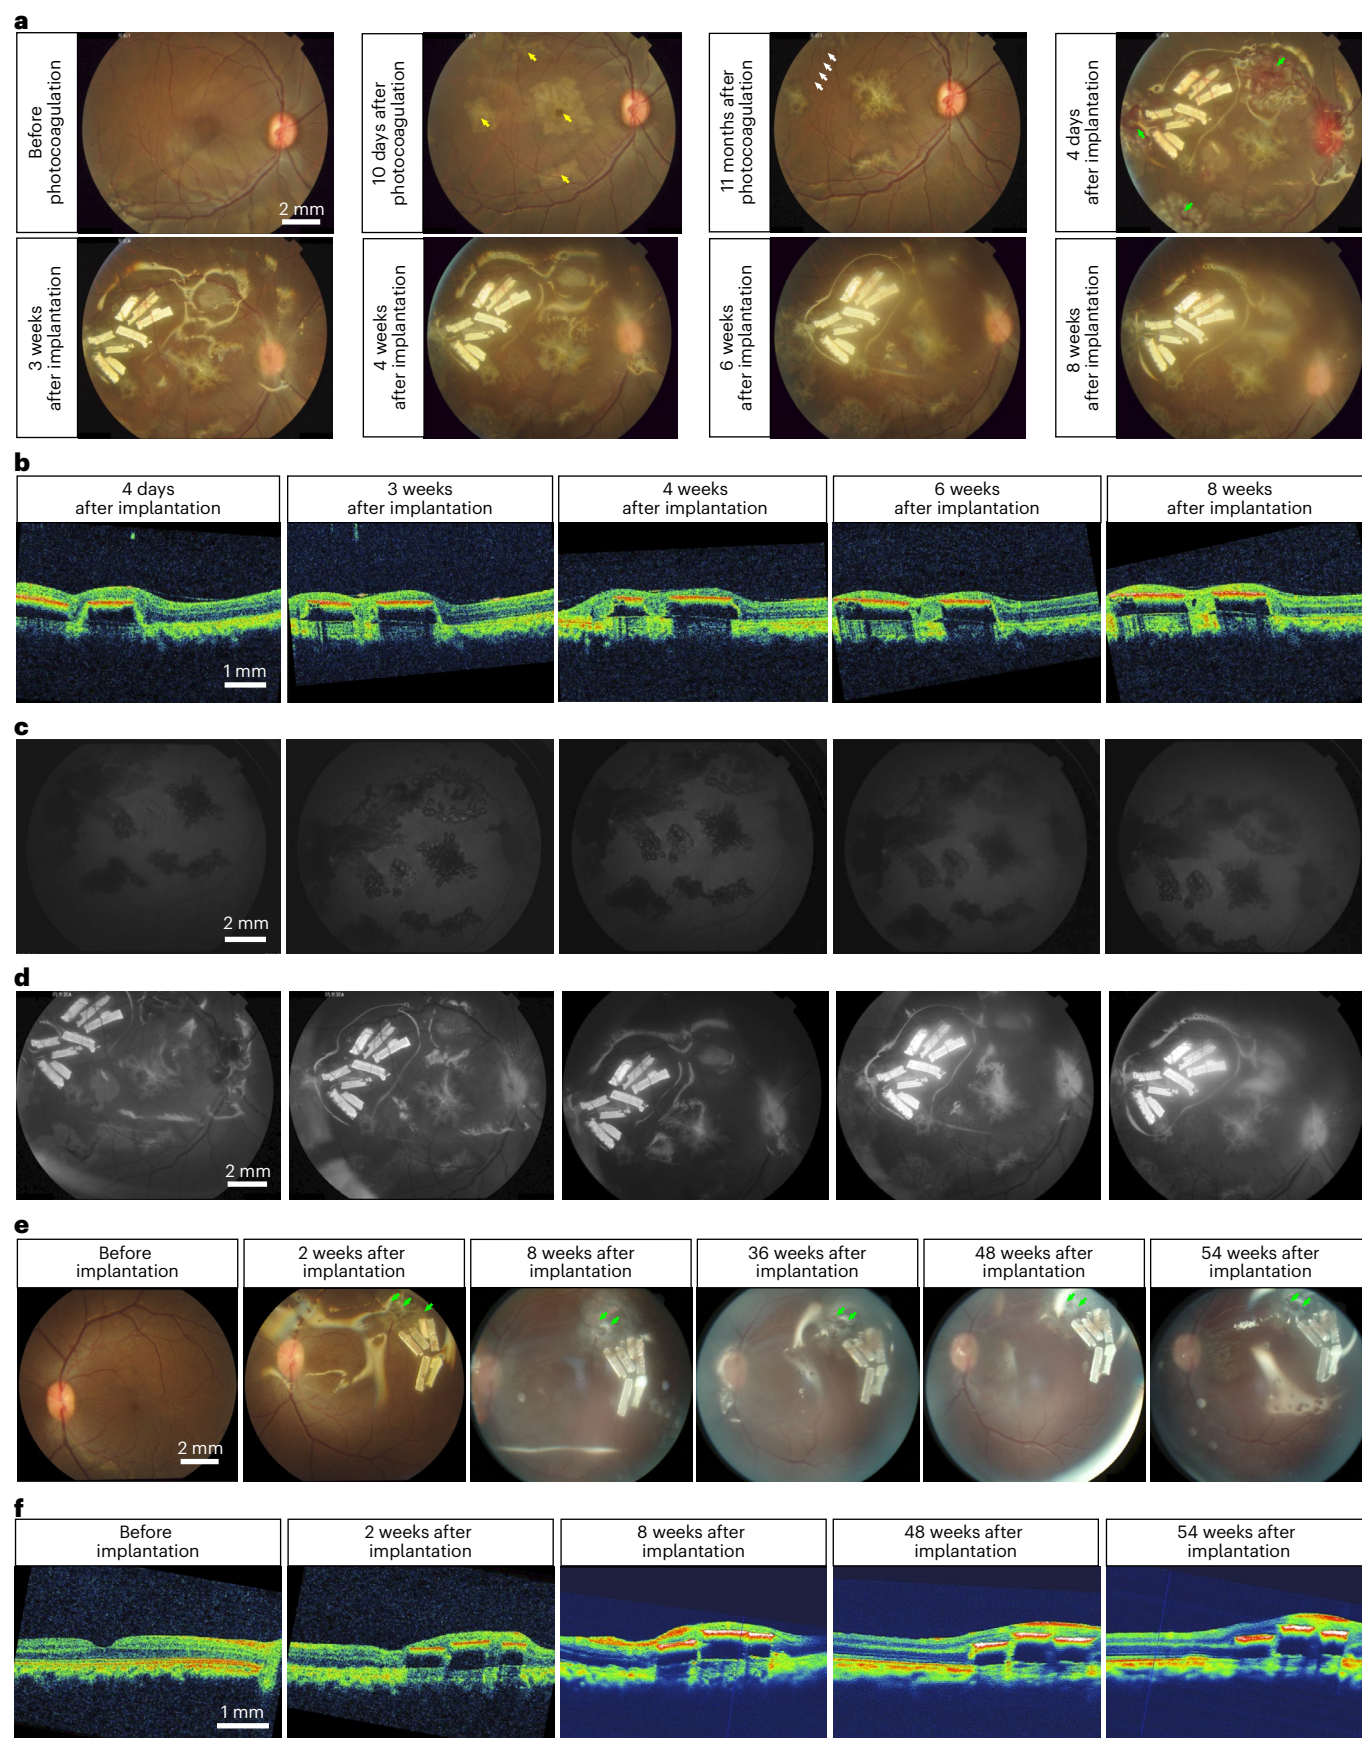 a
Before
photocoagulation
2 mm
10 days after
photocoagulation
11 months after
photocoagulation
4 days
after implantation
3 weeks
after implantation
4 weeks
after implantation
6 weeks
after implantation
8 weeks
after implantation
b
4 days
after implantation
3 weeks
after implantation
4 weeks
after implantation
6 weeks
after implantation
8 weeks
after implantation
1 mm
c
2 mm
d
2 mm
e
Before
implantation
2 weeks after
implantation
8 weeks after
implantation
36 weeks after
implantation
48 weeks after
implantation
54 weeks after
implantation
2 mm
f
Before
implantation
2 weeks after
implantation
8 weeks after
implantation
48 weeks after
implantation
54 weeks after
implantation
1 mm